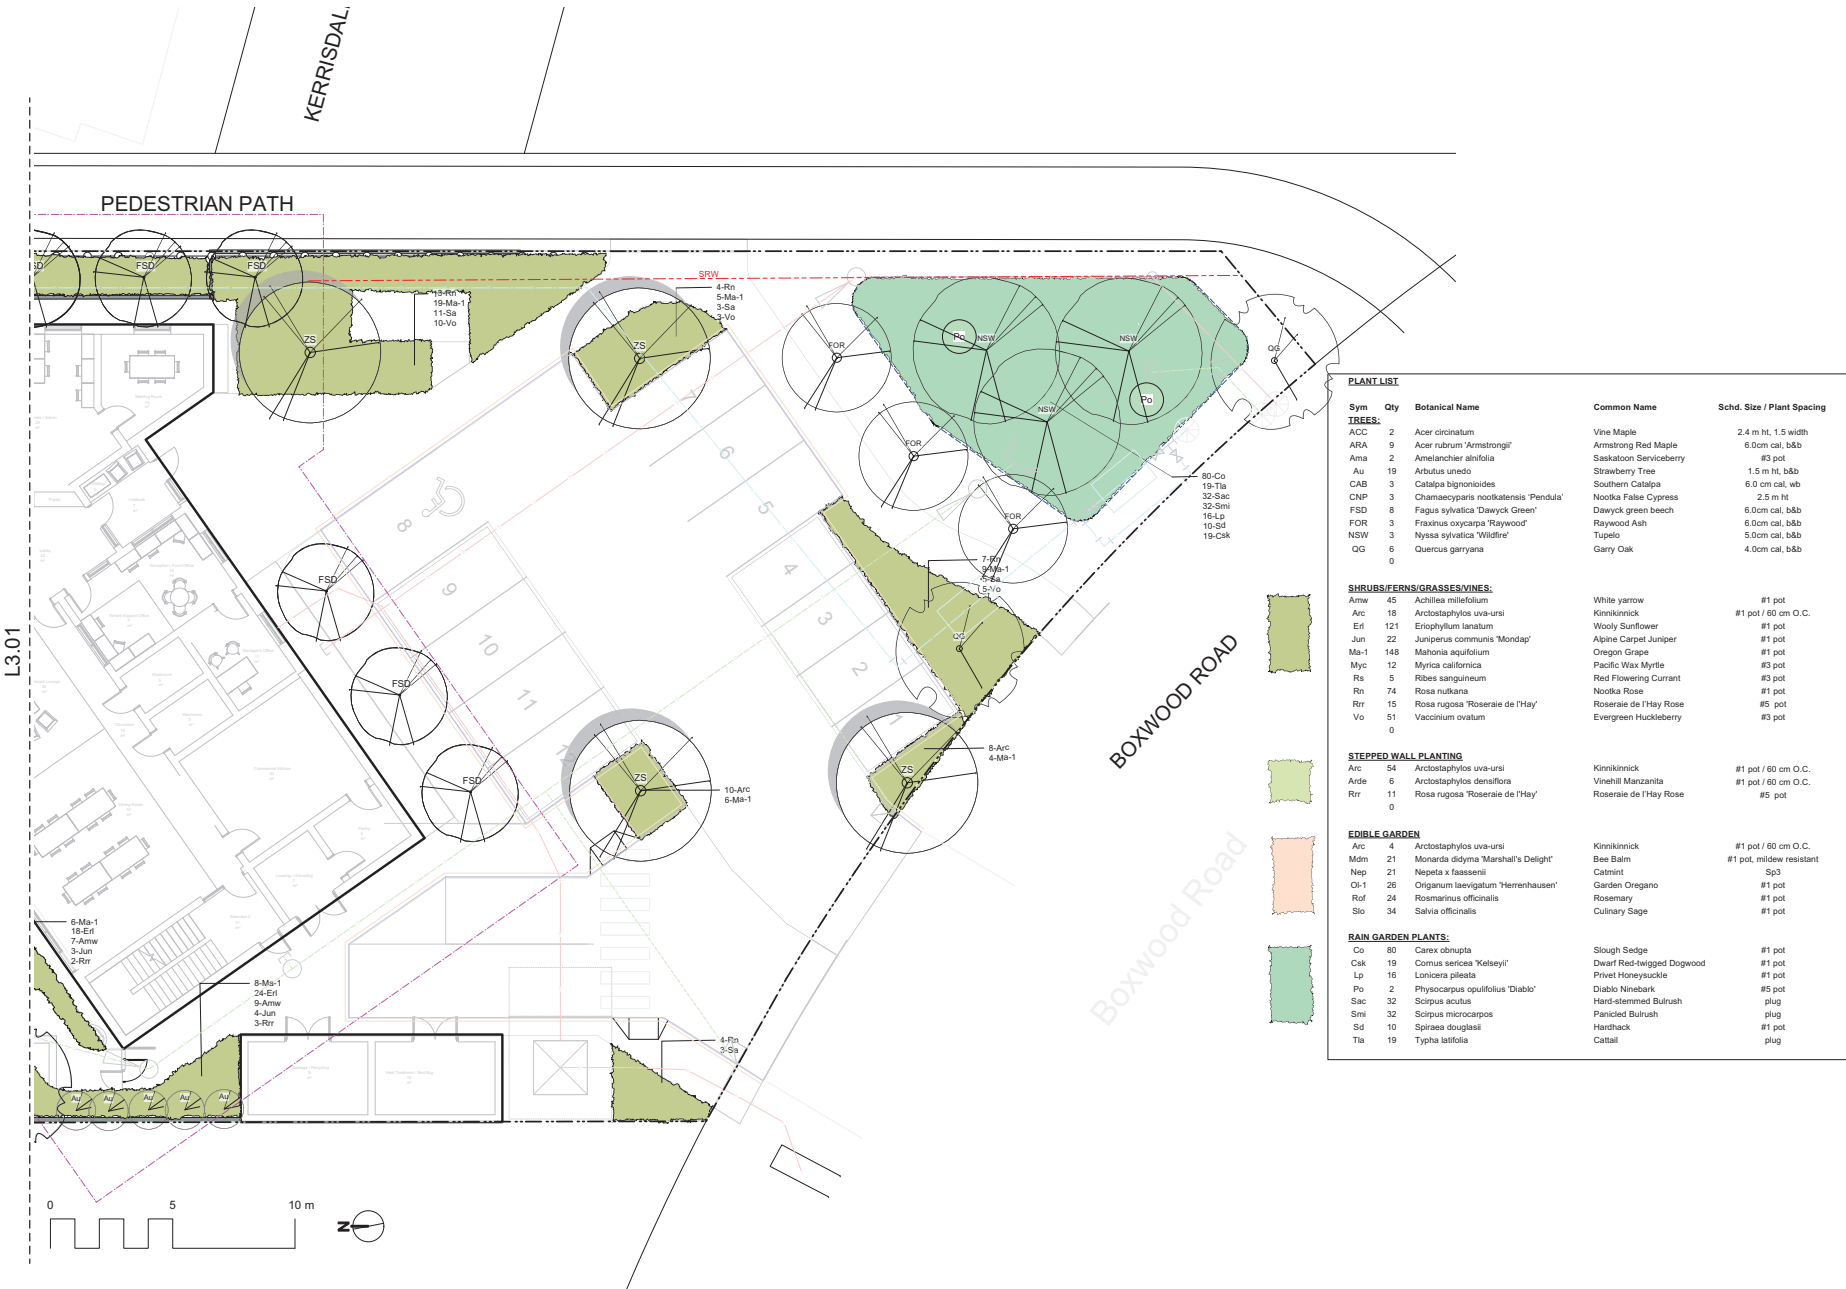 KERRISDAL
PEDESTRIAN PATH
SRW
L3.01
FSD
FSD
ZS
13-Rn
19-Ma-1
11-Sa
10-Vo
ZS
4-Rn
5-Ma-1
3-Sa
3-Vo
FOR
Po
NSW
NSW
QG
Po
NSW
FOR
FOR
80-Co
19-Tla
32-Sac
32-Smi
16-Lp
10-Sd
19-Csk
7-Rn
9-Ma-1
5-Sa
5-Vo
QG
7
6
5
4
3
2
1
8
9
10
11
12
FSD
FSD
FSD
ZS
10-Arc
6-Ma-1
ZS
8-Arc
4-Ma-1
BOXWOOD ROAD
Boxwood Road
6-Ma-1
18-Erl
7-Amw
3-Jun
2-Rrr
8-Ma-1
24-Erl
9-Amw
4-Jun
3-Rrr
4-Rn
3-Sa
Au Au Au Au Au
0 5 10 m
N
PLANT LIST
Sym Qty Botanical Name Common Name Schd. Size / Plant Spacing
TREES:
ACC 2 Acer circinatum Vine Maple 2.4 m ht, 1.5 width
ARA 9 Acer rubrum 'Armstrongii' Armstrong Red Maple 6.0cm cal, b&b
Ama 2 Amelanchier alnifolia Saskatoon Serviceberry #3 pot
Au 19 Arbutus unedo Strawberry Tree 1.5 m ht, b&b
CAB 3 Catalpa bignonioides Southern Catalpa 6.0 cm cal, wb
CNP 3 Chamaecyparis nootkatensis 'Pendula' Nootka False Cypress 2.5 m ht
FSD 8 Fagus sylvatica 'Dawyck Green' Dawyck green beech 6.0cm cal, b&b
FOR 3 Fraxinus oxycarpa 'Raywood' Raywood Ash 6.0cm cal, b&b
NSW 3 Nyssa sylvatica 'Wildfire' Tupelo 5.0cm cal, b&b
QG 6 Quercus garryana Garry Oak 4.0cm cal, b&b
0
SHRUBS/FERNS/GRASSES/VINES:
Amw 45 Achillea millefolium White yarrow #1 pot
Arc 18 Arctostaphylos uva-ursi Kinnikinnick #1 pot / 60 cm O.C.
Erl 121 Eriophyllum lanatum Wooly Sunflower #1 pot
Jun 22 Juniperus communis 'Mondap' Alpine Carpet Juniper #1 pot
Ma-1 148 Mahonia aquifolium Oregon Grape #1 pot
Myc 12 Myrica californica Pacific Wax Myrtle #3 pot
Rs 5 Ribes sanguineum Red Flowering Currant #3 pot
Rn 74 Rosa nutkana Nootka Rose #1 pot
Rrr 15 Rosa rugosa 'Roseraie de l'Hay' Roseraie de l'Hay Rose #5 pot
Vo 51 Vaccinium ovatum Evergreen Huckleberry #3 pot
0
STEPPED WALL PLANTING
Arc 54 Arctostaphylos uva-ursi Kinnikinnick #1 pot / 60 cm O.C.
Arde 6 Arctostaphylos densiflora Vinehill Manzanita #1 pot / 60 cm O.C.
Rrr 11 Rosa rugosa 'Roseraie de l'Hay' Roseraie de l'Hay Rose #5 pot
0
EDIBLE GARDEN
Arc 4 Arctostaphylos uva-ursi Kinnikinnick #1 pot / 60 cm O.C.
Mdm 21 Monarda didyma 'Marshall's Delight' Bee Balm #1 pot, mildew resistant
Nep 21 Nepeta x faassenii Catmint Sp3
Ol-1 26 Origanum laevigatum 'Herrenhausen' Garden Oregano #1 pot
Rof 24 Rosmarinus officinalis Rosemary #1 pot
Slo 34 Salvia officinalis Culinary Sage #1 pot
RAIN GARDEN PLANTS:
Co 80 Carex obnupta Slough Sedge #1 pot
Csk 19 Cornus sericea 'Kelseyii' Dwarf Red-twigged Dogwood #1 pot
Lp 16 Lonicera pileata Privet Honeysuckle #1 pot
Po 2 Physocarpus opulifolius 'Diablo' Diablo Ninebark #5 pot
Sac 32 Scirpus acutus Hard-stemmed Bulrush plug
Smi 32 Scirpus microcarpos Panicled Bulrush plug
Sd 10 Spiraea douglasii Hardhack #1 pot
Tla 19 Typha latifolia Cattail plug